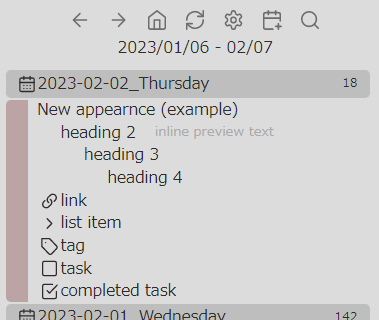 2023/01/06 - 02/07
2023-02-02_Thursday 18
New appearnce (example)
heading 2 inline preview text
heading 3
heading 4
link
list item
tag
task
completed task
2023-02-01_Wednesday 142